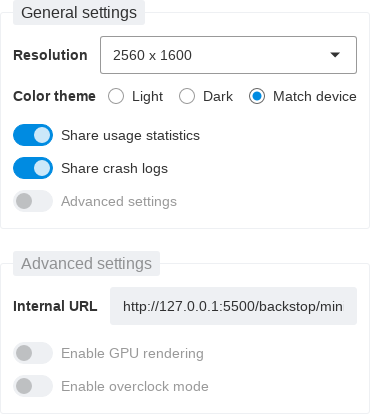 General settings
Resolution 2560 x 1600
Color theme Light Dark Match device
Share usage statistics
Share crash logs
Advanced settings
Advanced settings
Internal URL http://127.0.0.1:5500/backstop/min
Enable GPU rendering
Enable overclock mode